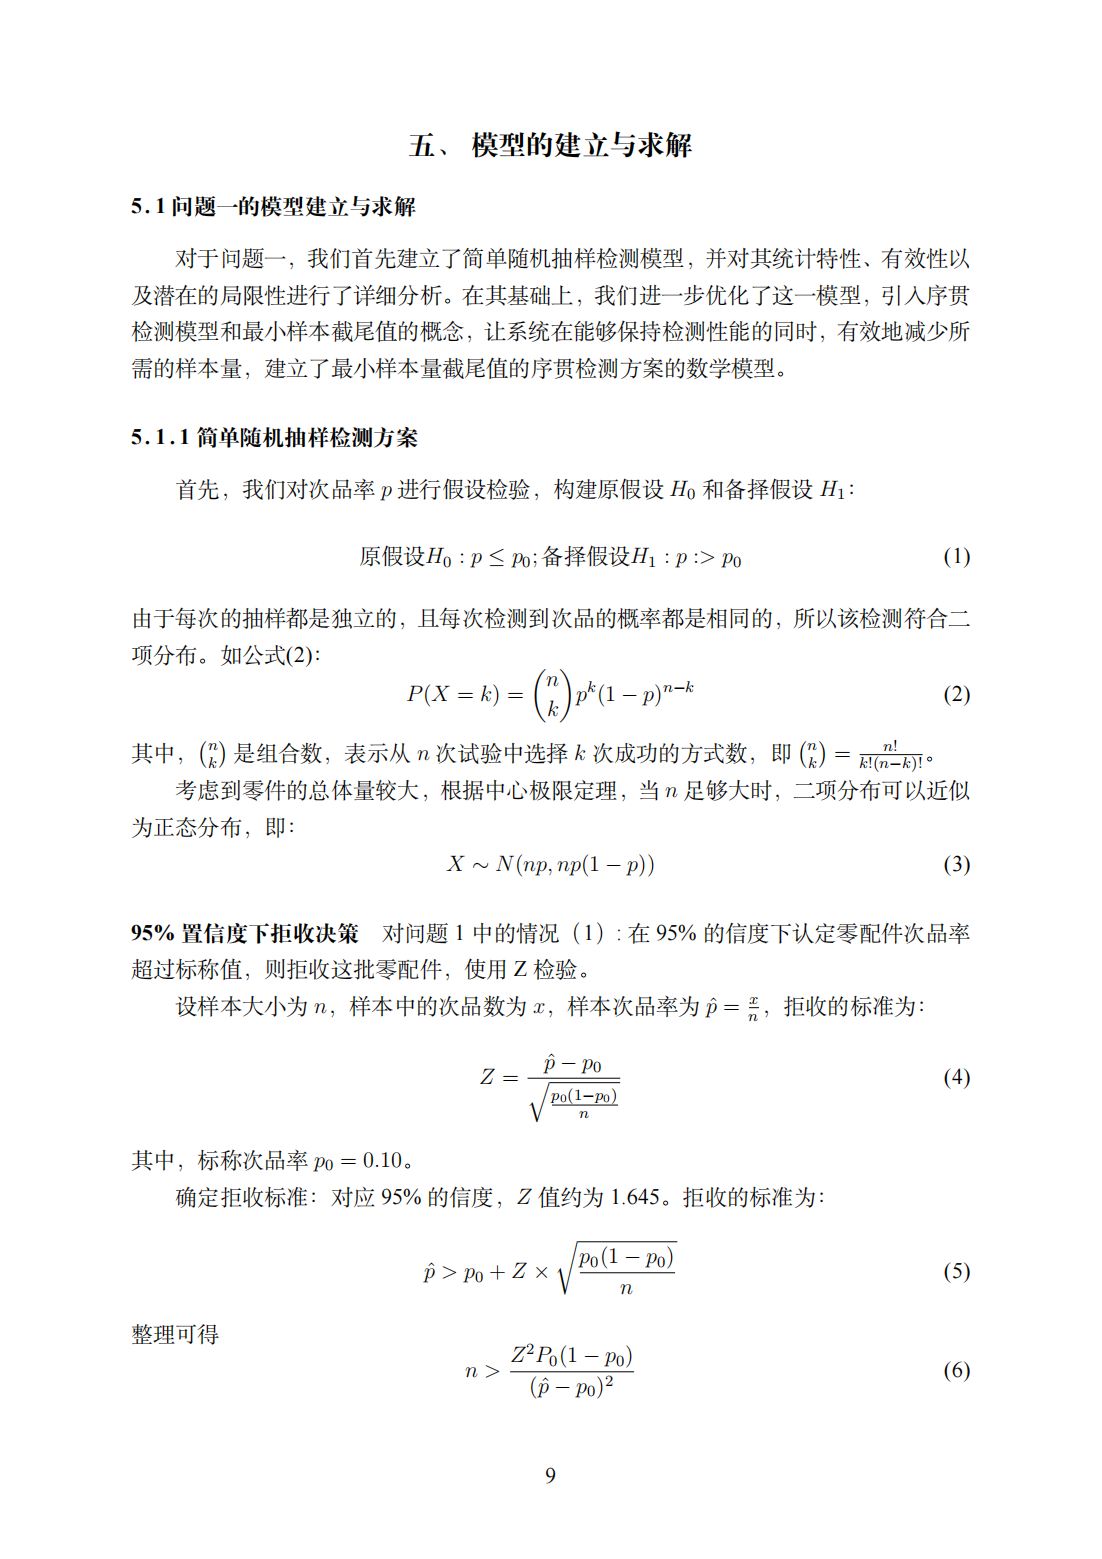 五、 模型的建立与求解
5.1 问题一的模型建立与求解
对于问题一，我们首先建立了简单随机抽样检测模型，并对其统计特性、有效性以
及潜在的局限性进行了详细分析。在其基础上，我们进一步优化了这一模型，引入序贯
检测模型和最小样本截尾值的概念，让系统在能够保持检测性能的同时，有效地减少所
需的样本量，建立了最小样本量截尾值的序贯检测方案的数学模型。
5.1.1 简单随机抽样检测方案
首先，我们对次品率 p 进行假设检验，构建原假设 H_0 和备择假设 H_1：
原假设H_0 : p ≤ p_0; 备择假设H_1 : p :> p_0 (1)
由于每次的抽样都是独立的，且每次检测到次品的概率都是相同的，所以该检测符合二
项分布。如公式(2)：
P(X = k) = \binom{n}{k} p^k (1 − p)^{n−k} (2)
其中，\binom{n}{k} 是组合数，表示从 n 次试验中选择 k 次成功的方式数，即 \binom{n}{k} = \frac{n!}{k!(n−k)!}。
考虑到零件的总体量较大，根据中心极限定理，当 n 足够大时，二项分布可以近似
为正态分布，即：
X ∼ N(np, np(1 − p)) (3)
95% 置信度下拒收决策 对问题 1 中的情况（1）: 在 95% 的信度下认定零配件次品率
超过标称值，则拒收这批零配件，使用 Z 检验。
设样本大小为 n，样本中的次品数为 x，样本次品率为 \hat{p} = \frac{x}{n}，拒收的标准为：
Z = \frac{\hat{p} − p_0}{\sqrt{\frac{p_0(1−p_0)}{n}}} (4)
其中，标称次品率 p_0 = 0.10。
确定拒收标准：对应 95% 的信度，Z 值约为 1.645。拒收的标准为：
\hat{p} > p_0 + Z × \sqrt{\frac{p_0(1 − p_0)}{n}} (5)
整理可得
n > \frac{Z^2 P_0(1 − p_0)}{(\hat{p} − p_0)^2} (6)
9